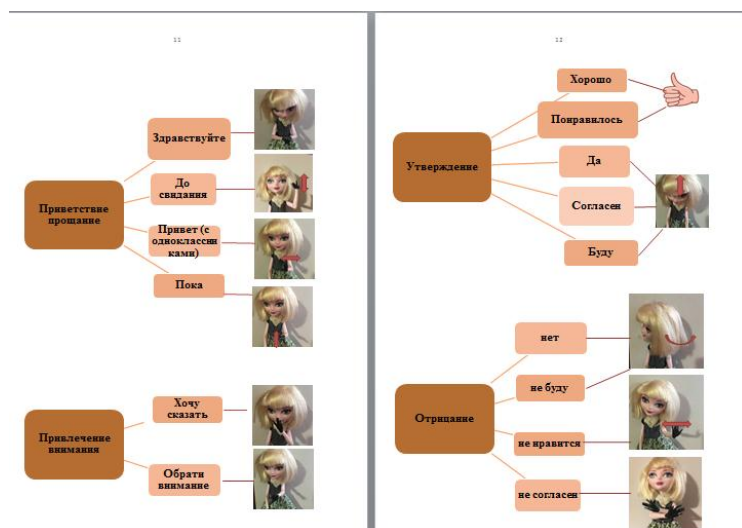 11
Здравствуйте
До
свидания
Приветствие
прощание
Привет (с
одноклассни
ками)
Пока
Хочу
сказать
Привлечение
внимания
Обрати
внимание
12
Хорошо
Понравилось
Утверждение
Да
Согласен
Буду
нет
не буду
Отрицание
не нравится
не согласен